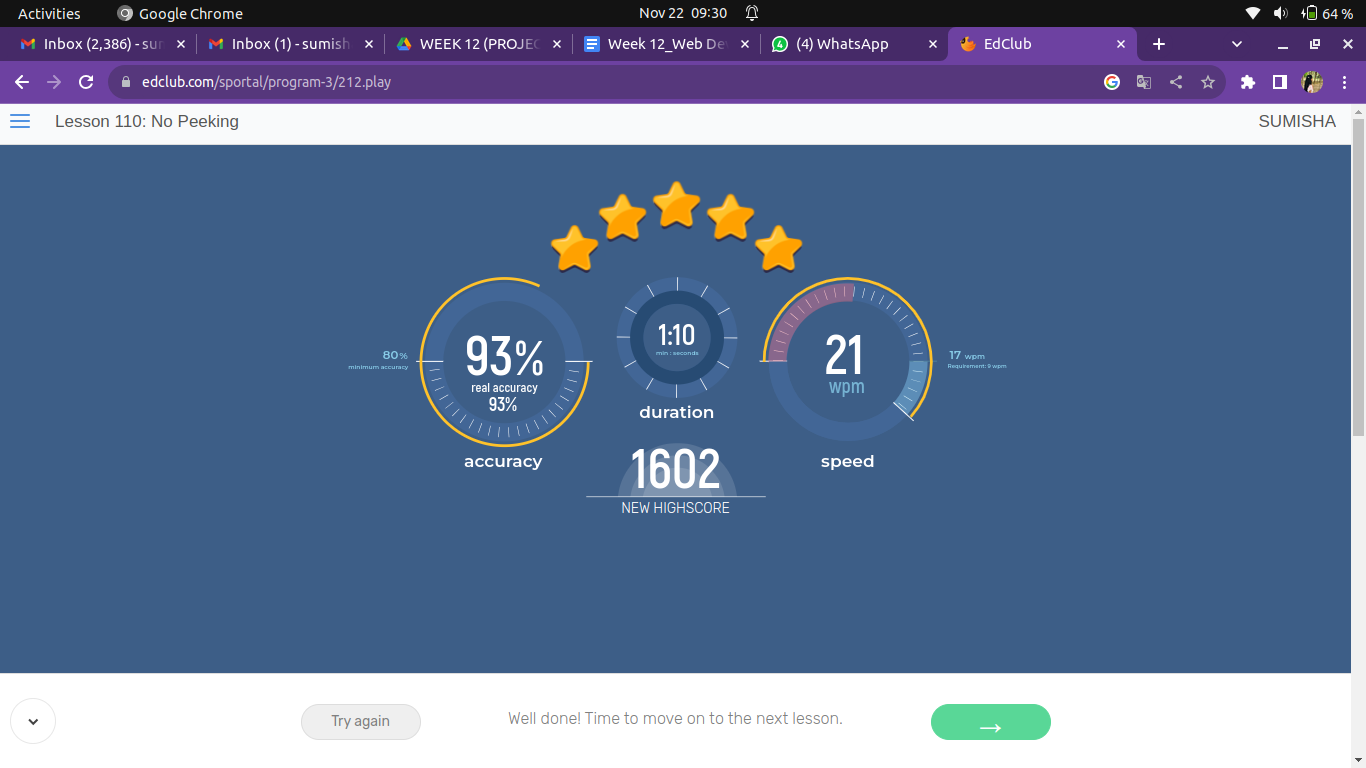 Activities
Google Chrome
Nov 22 09:30
64 %
Inbox (2,386) - sun
Inbox (1) - sumish
WEEK 12 (PROJEC
Week 12_Web De
(4) WhatsApp
EdClub
edclub.com/sportal/program-3/212.play
Lesson 110: No Peeking
SUMISHA
93%
real accuracy
93%
80%
minimum accuracy
accuracy
1:10
min : seconds
duration
21
wpm
17 wpm
Requirement: 9 wpm
speed
1602
NEW HIGHSCORE
Try again
Well done! Time to move on to the next lesson.
→